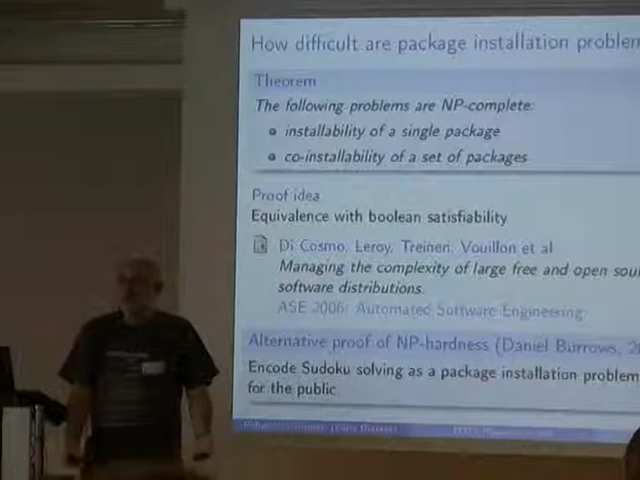 How difficult are package installation
Theorem
The following problems are NP-complete:
installability of a single package
co-installability of a set of packages
Proof idea
Equivalence with boolean satisfiability
Di Cosmo, Leroy, Treinen, Vouillon et al
Managing the complexity of large free and open
software distributions.
ASE 2006: Automated Software Engineering
Alternative proof of NP-hardness (Daniel Burrows,
Encode Sudoku solving as a package installation problem
for the public